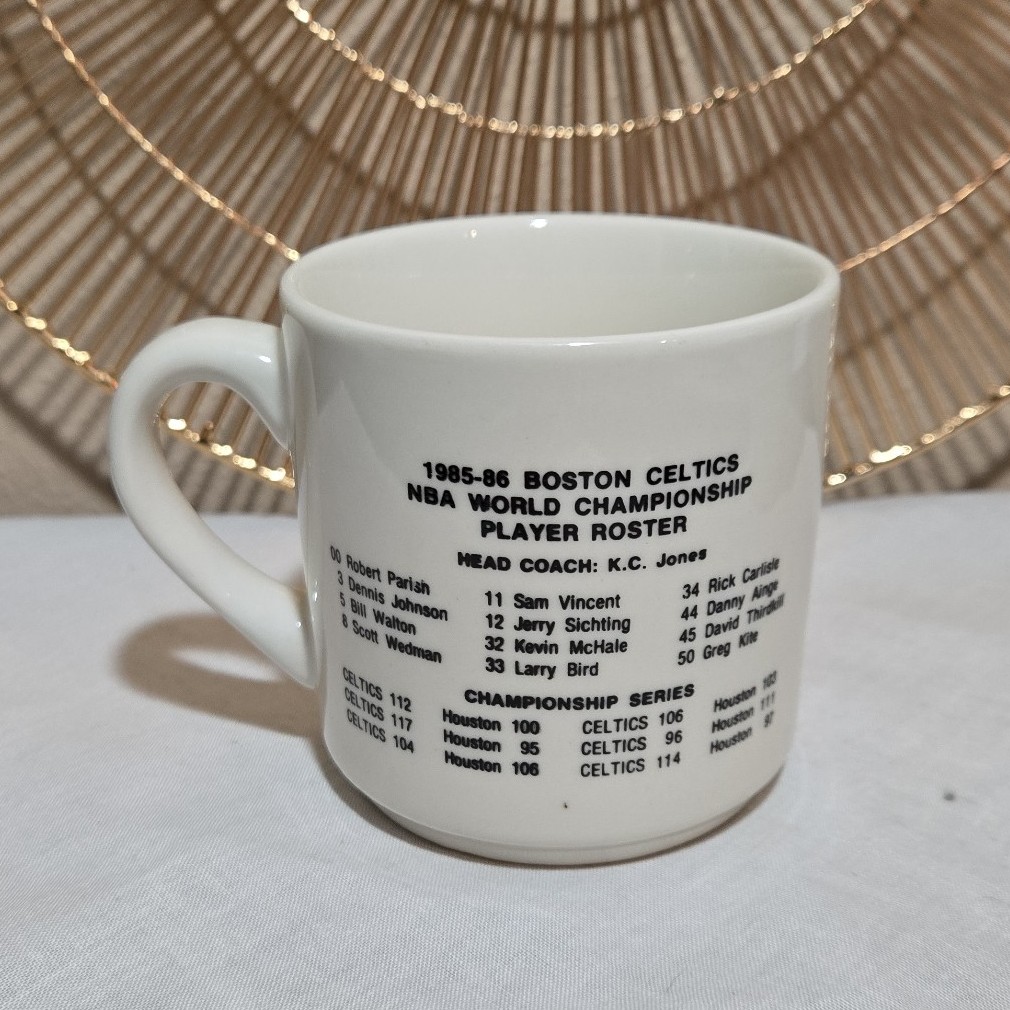 1985-86 BOSTON CELTICS
NBA WORLD CHAMPIONSHIP
PLAYER ROSTER
HEAD COACH: K.C. Jones
00 Robert Parish
3 Dennis Johnson
5 Bill Walton
8 Scott Wedman
11 Sam Vincent
12 Jerry Sichting
32 Kevin McHale
33 Larry Bird
34 Rick Carlisle
44 Danny Ainge
45 David Thirdkill
50 Greg Kite
CHAMPIONSHIP SERIES
CELTICS 112 Houston 100
CELTICS 117 Houston 95
CELTICS 104 Houston 106
CELTICS 106 Houston 103
CELTICS 96 Houston 111
CELTICS 114 Houston 97